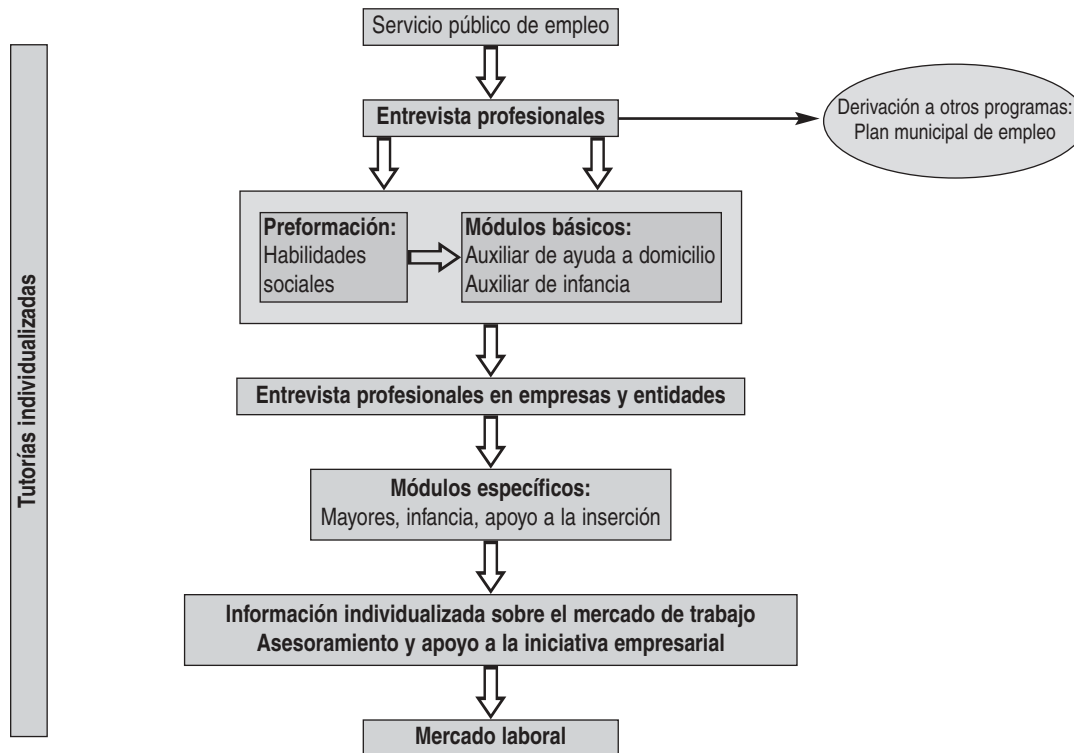 Servicio público de empleo
Entrevista profesionales
Derivación a otros programas:
Plan municipal de empleo
Tutorías individualizadas
Preformación:
Habilidades
sociales
Módulos básicos:
Auxiliar de ayuda a domicilio
Auxiliar de infancia
Entrevista profesionales en empresas y entidades
Módulos específicos:
Mayores, infancia, apoyo a la inserción
Información individualizada sobre el mercado de trabajo
Asesoramiento y apoyo a la iniciativa empresarial
Mercado laboral